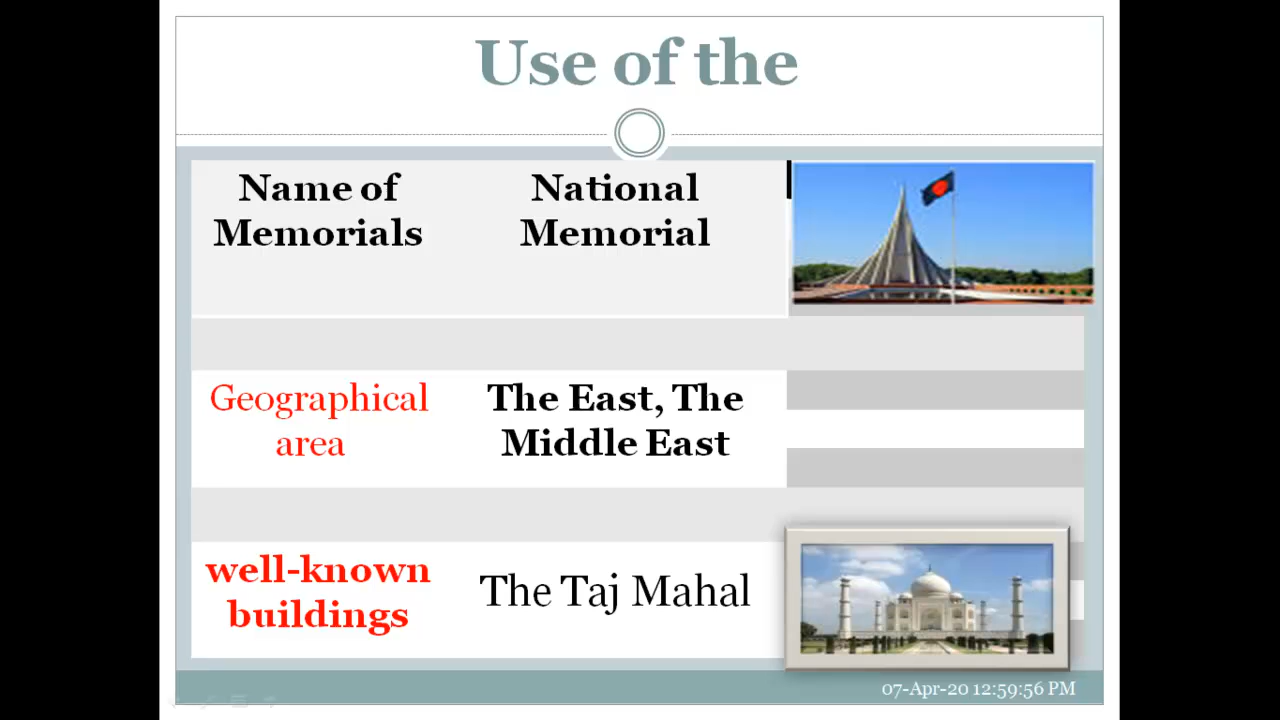 Use of the
Name of
Memorials
National
Memorial
Geographical
area
The East, The
Middle East
well-known
buildings
The Taj Mahal
07-Apr-20 12:59:56 PM